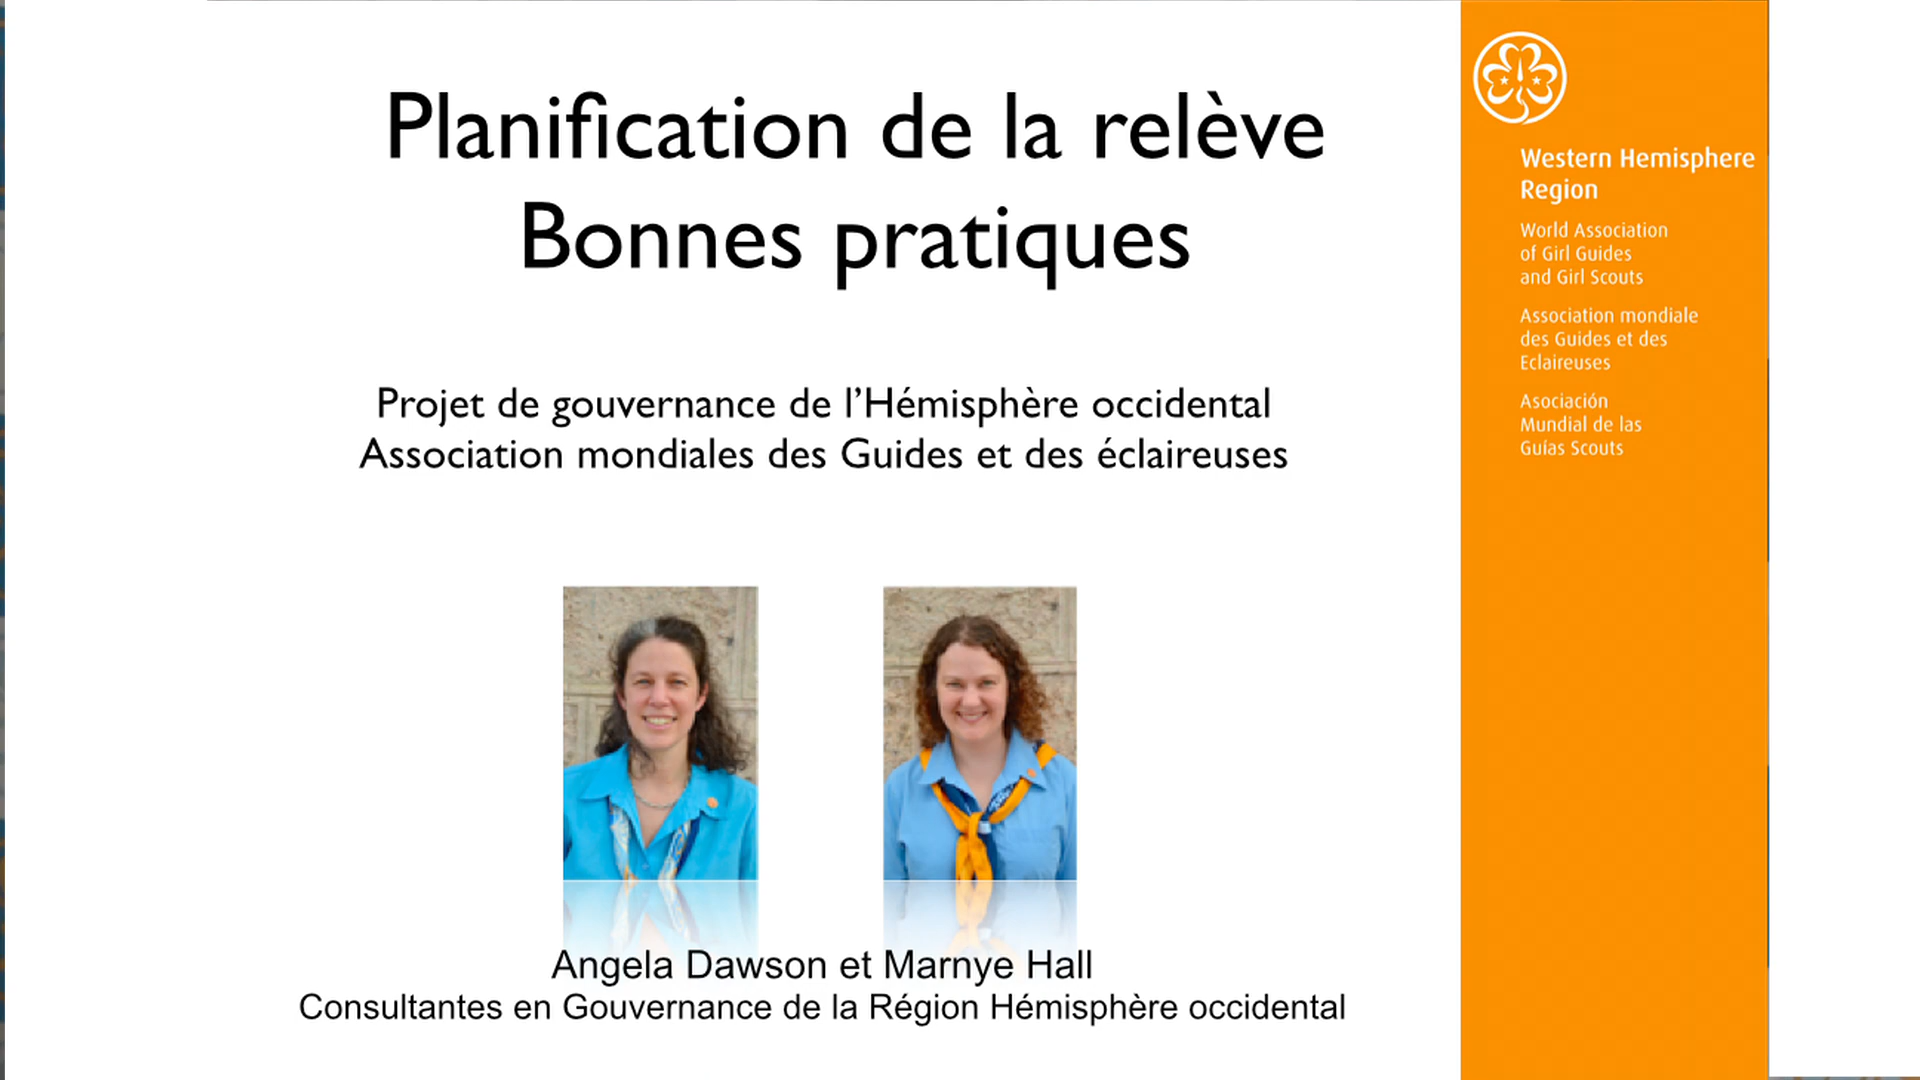 Planification de la relève
Bonnes pratiques
Projet de gouvernance de l’Hémisphère occidental
Association mondiales des Guides et des éclaireuses
Angela Dawson et Marnye Hall
Consultantes en Gouvernance de la Région Hémisphère occidental
Western Hemisphere
Region
World Association
of Girl Guides
and Girl Scouts
Association mondiale
des Guides et des
Eclaireuses
Asociación
Mundial de las
Guías Scouts